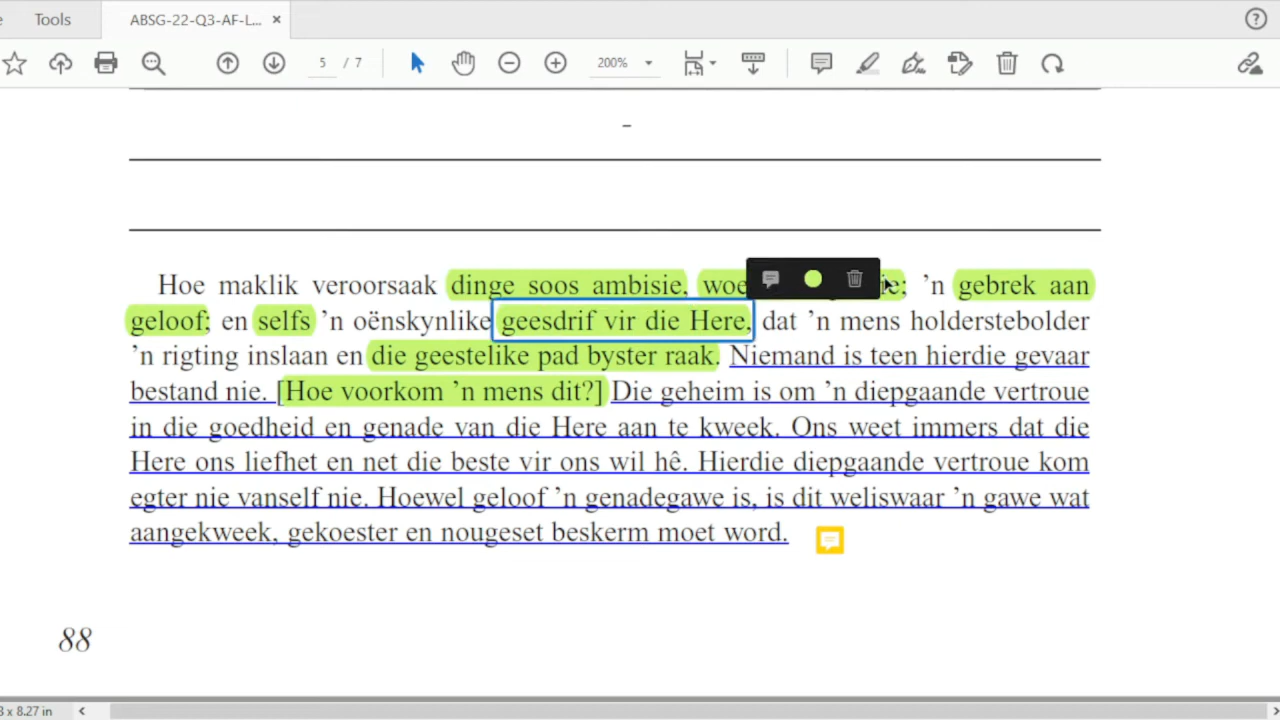 e Tools ABSG-22-Q3-AF-L... ×
5 / 7 200%
–
Hoe maklik veroorsaak dinge soos ambisie, ie; ’n gebrek aan
geloof; en selfs ’n oënskynlike geesdrif vir die Here, dat ’n mens holderstebolder
’n rigting inslaan en die geestelike pad byster raak. Niemand is teen hierdie gevaar
bestand nie. [Hoe voorkom ’n mens dit?] Die geheim is om ’n diepgaande vertroue
in die goedheid en genade van die Here aan te kweek. Ons weet immers dat die
Here ons liefhet en net die beste vir ons wil hê. Hierdie diepgaande vertroue kom
egter nie vanself nie. Hoewel geloof ’n genadegawe is, is dit weliswaar ’n gawe wat
aangekweek, gekoester en nougeset beskerm moet word.
88
8 x 8.27 in